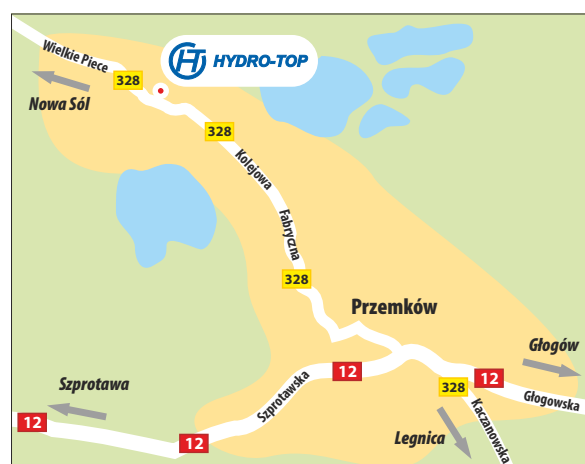 Wielkie Piece
328
HT HYDRO-TOP
Nowa Sól
328
Kolejowa
Fabryczna
328
Przemków
Głogów
12
12
328
Szprotawa
Szprotawska
Głogowska
12
12
Legnica
Kaczanowska